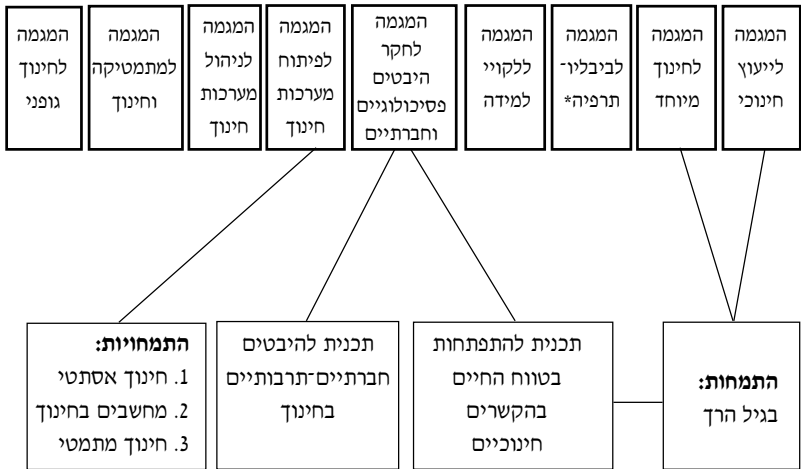 המגמה
לייעוץ
חינוכי
המגמה
לחינוך
מיוחד
המגמה
לביבליו־
תרפיה*
המגמה
ללקויי
למידה
המגמה
לחקר
היבטים
פסיכולוגיים
וחברתיים
המגמה
לפיתוח
מערכות
חינוך
המגמה
לניהול
מערכות
חינוך
המגמה
למתמטיקה
וחינוך
המגמה
לחינוך
גופני
התמחות:
בגיל הרך
תכנית להתפתחות
בטווח החיים
בהקשרים
חינוכיים
תכנית להיבטים
חברתיים־תרבותיים
בחינוך
התמחויות:
1. חינוך אסתטי
2. מחשבים בחינוך
3. חינוך מתמטי